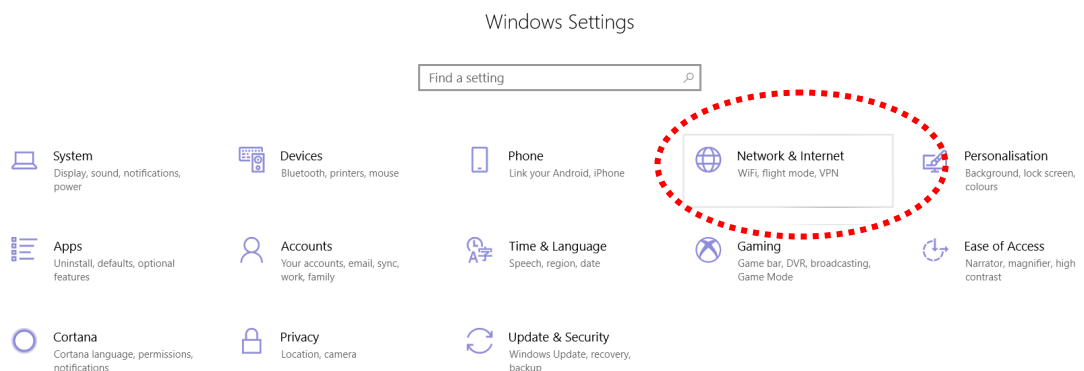 Windows Settings
Find a setting
System
Display, sound, notifications,
power
Devices
Bluetooth, printers, mouse
Phone
Link your Android, iPhone
Network & Internet
WiFi, flight mode, VPN
Personalisation
Background, lock screen,
colours
Apps
Uninstall, defaults, optional
features
Accounts
Your accounts, email, sync,
work, family
Time & Language
Speech, region, date
Gaming
Game bar, DVR, broadcasting,
Game Mode
Ease of Access
Narrator, magnifier, high
contrast
Cortana
Cortana language, permissions,
notifications
Privacy
Location, camera
Update & Security
Windows Update, recovery,
backup